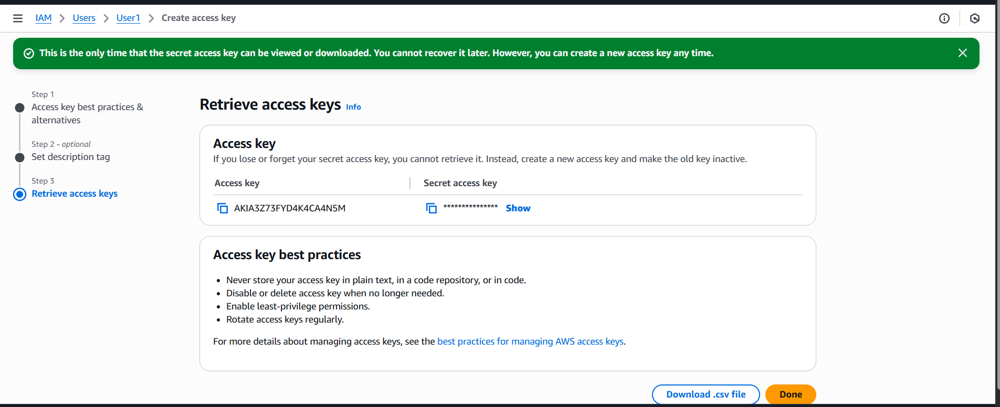 IAM > Users > User1 > Create access key
This is the only time that the secret access key can be viewed or downloaded. You cannot recover it later. However, you can create a new access key any time.
Step 1
Access key best practices &
alternatives
Step 2 - optional
Set description tag
Step 3
Retrieve access keys
Retrieve access keys Info
Access key
If you lose or forget your secret access key, you cannot retrieve it. Instead, create a new access key and make the old key inactive.
Access key Secret access key
AKIA3Z73FYD4K4CA4N5M *************** Show
Access key best practices
• Never store your access key in plain text, in a code repository, or in code.
• Disable or delete access key when no longer needed.
• Enable least-privilege permissions.
• Rotate access keys regularly.
For more details about managing access keys, see the best practices for managing AWS access keys.
Download .csv file Done